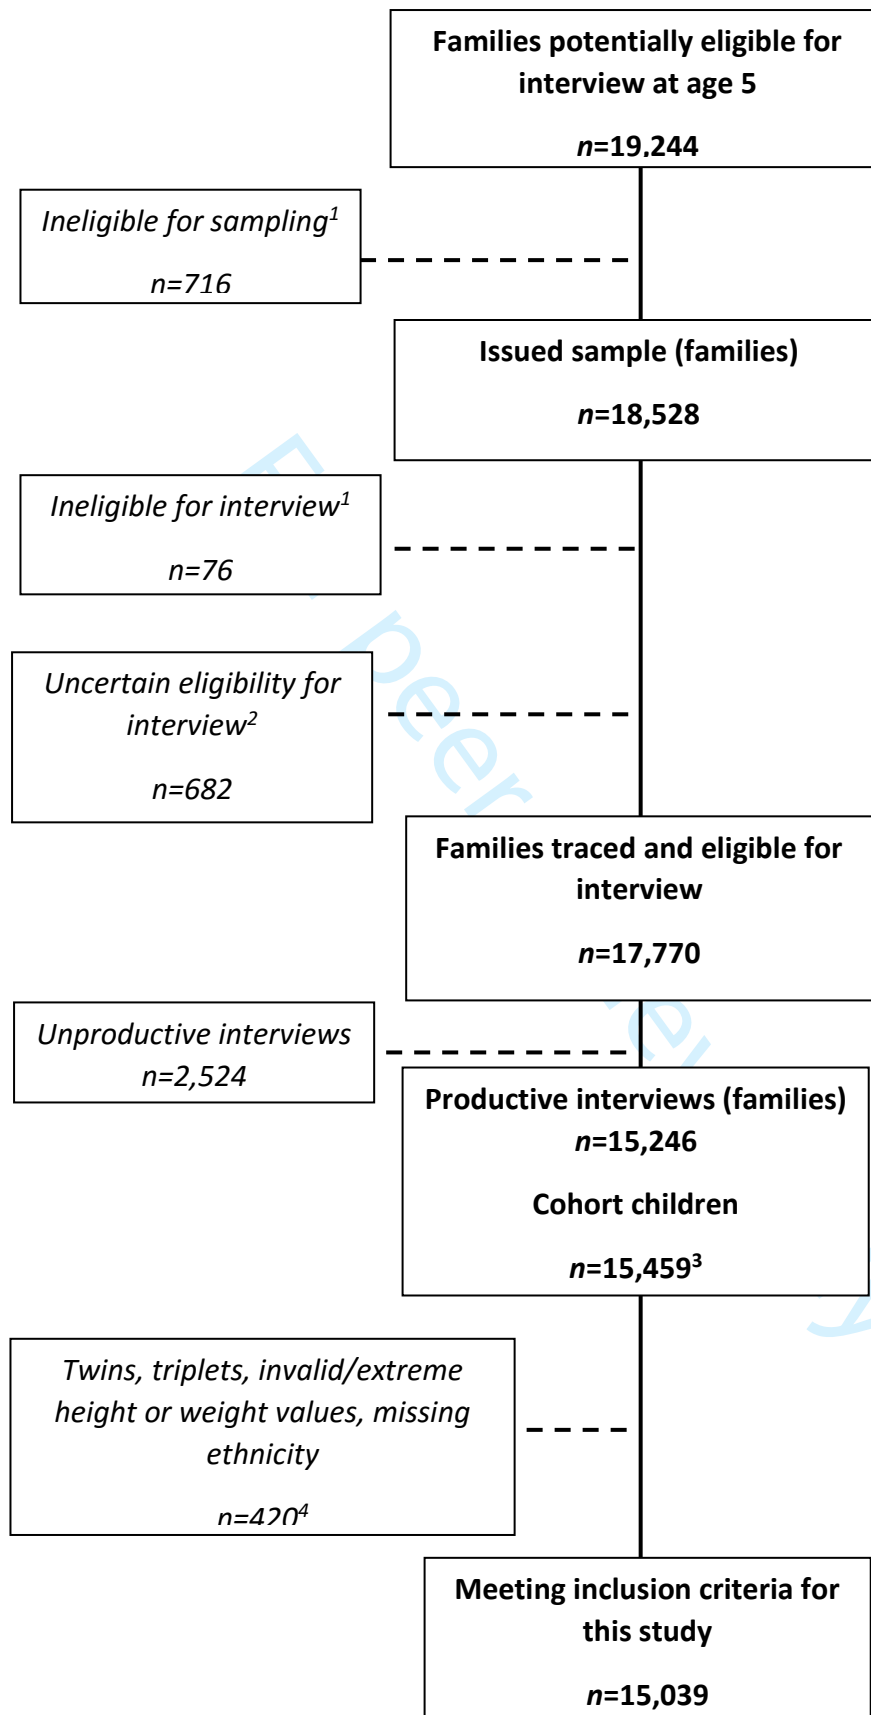 Families potentially eligible for
interview at age 5
n=19,244
Ineligible for sampling1
n=716
Issued sample (families)
n=18,528
Ineligible for interview1
n=76
Uncertain eligibility for
interview2
n=682
Families traced and eligible for
interview
n=17,770
Unproductive interviews
n=2,524
Productive interviews (families)
n=15,246
Cohort children
n=15,4593
Twins, triplets, invalid/extreme
height or weight values, missing
ethnicity
n=4204
Meeting inclusion criteria for
this study
n=15,039
peer